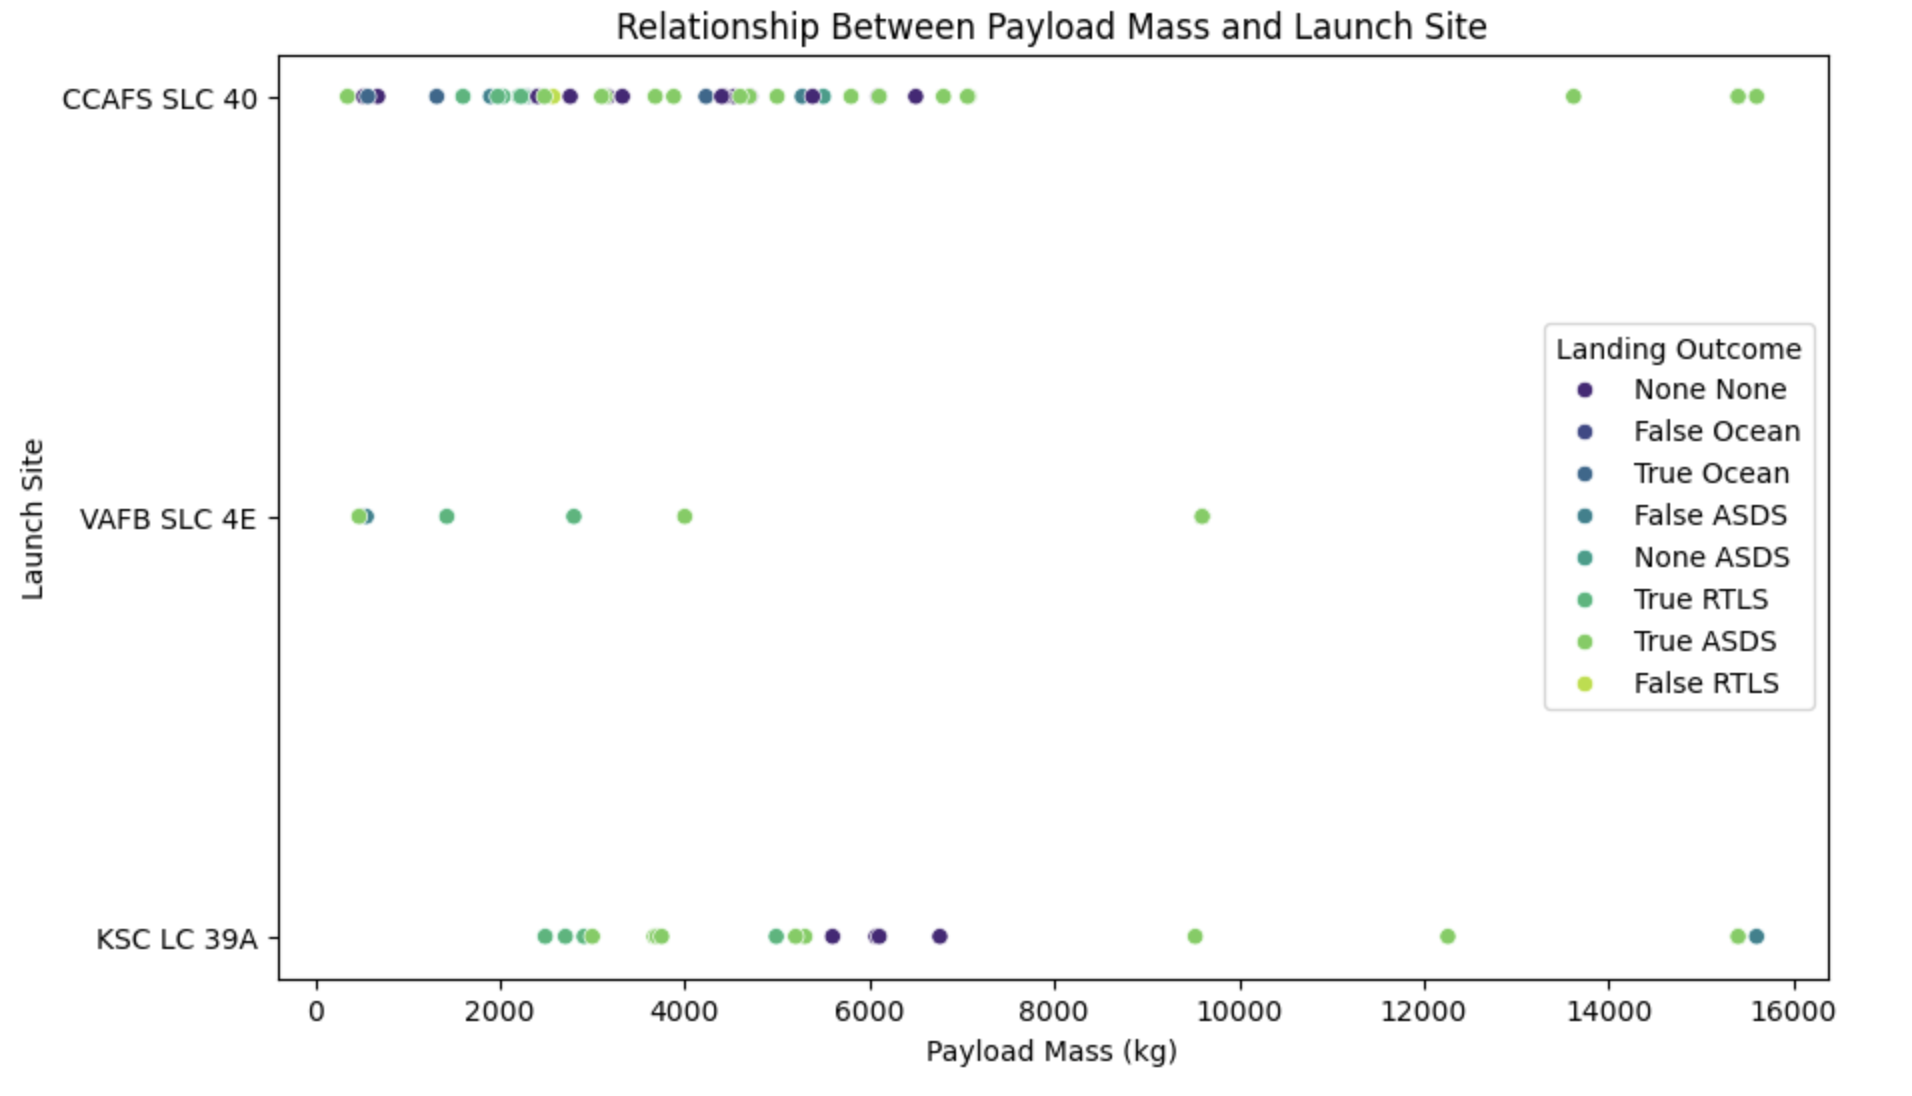 Relationship Between Payload Mass and Launch Site
CCAFS SLC 40
VAFB SLC 4E
KSC LC 39A
Launch Site
Landing Outcome
None None
False Ocean
True Ocean
False ASDS
None ASDS
True RTLS
True ASDS
False RTLS
0 2000 4000 6000 8000 10000 12000 14000 16000
Payload Mass (kg)